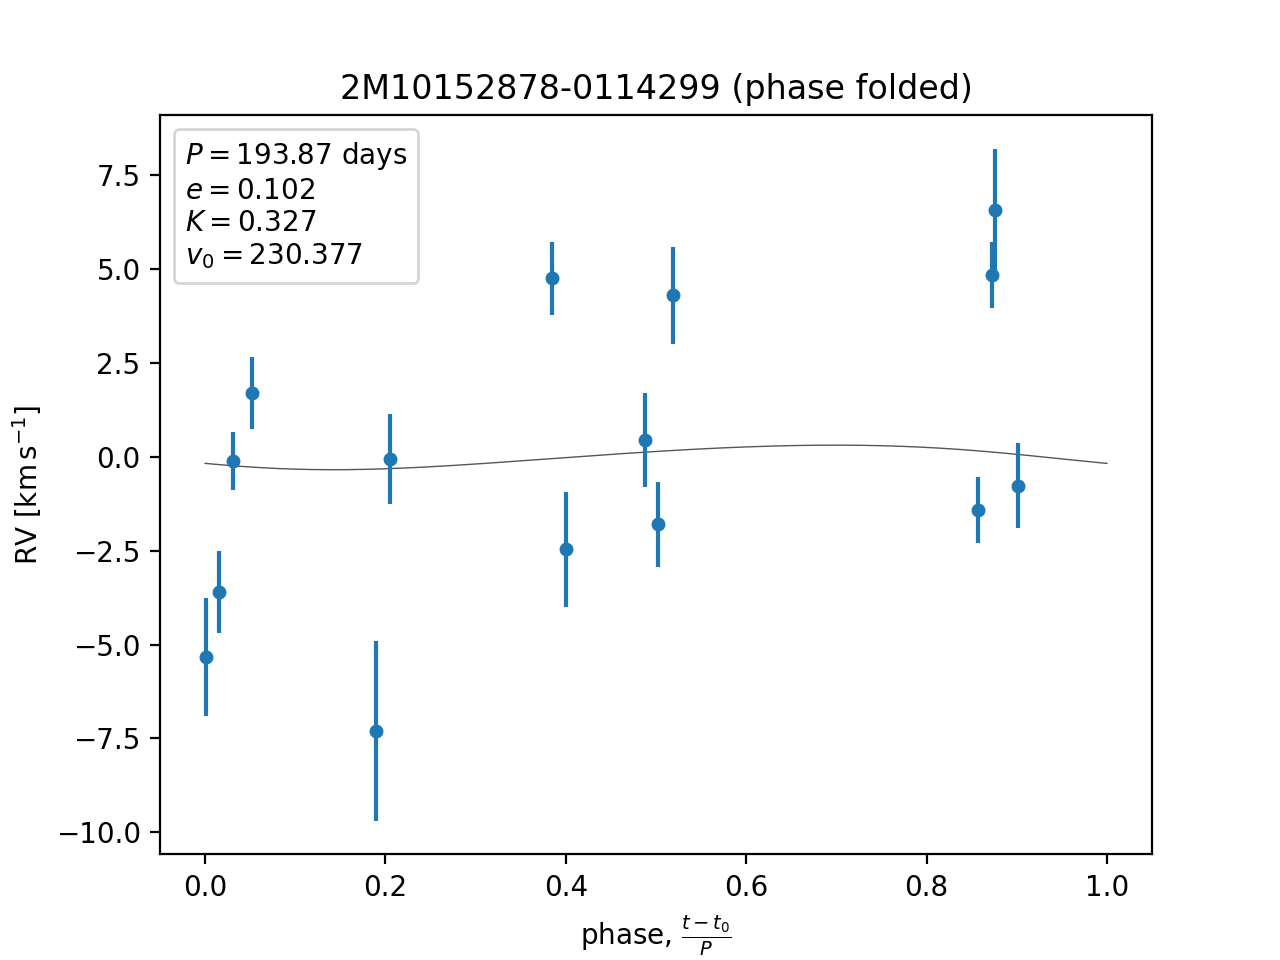 2M10152878-0114299 (phase folded)
P = 193.87 days
e = 0.102
K = 0.327
v₀ = 230.377
7.5
5.0
2.5
0.0
−2.5
−5.0
−7.5
−10.0
RV [km s⁻¹]
0.0 0.2 0.4 0.6 0.8 1.0
phase, (t − t₀)/P